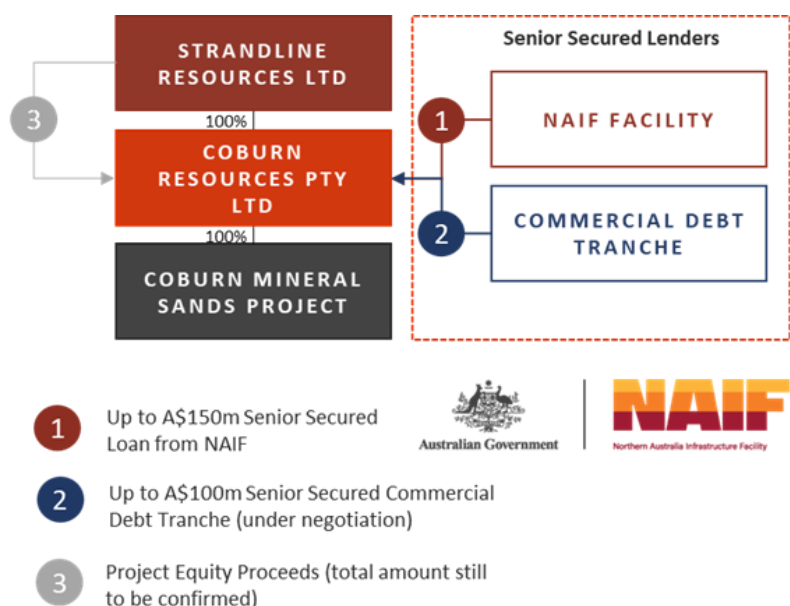 STRANDLINE
RESOURCES LTD
3
100%
COBURN
RESOURCES PTY
LTD
100%
COBURN MINERAL
SANDS PROJECT
Senior Secured Lenders
1
NAIF FACILITY
2
COMMERCIAL DEBT
TRANCHE
1
Up to A$150m Senior Secured
Loan from NAIF
Australian Government
NAIF
Northern Australia Infrastructure Facility
2
Up to A$100m Senior Secured Commercial
Debt Tranche (under negotiation)
3
Project Equity Proceeds (total amount still
to be confirmed)